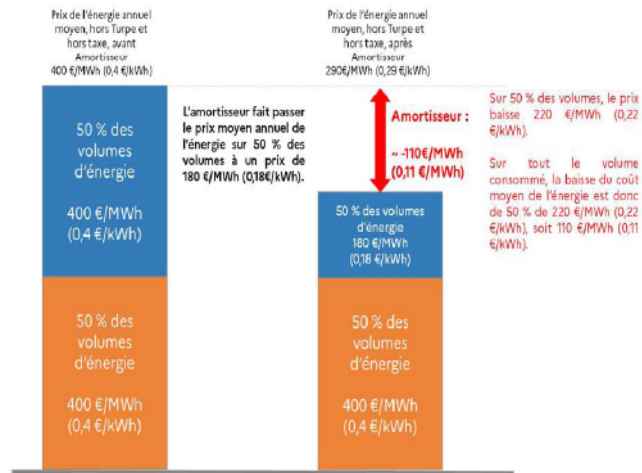 Prix de l'énergie annuel
moyen, hors Turpe et
hors taxe, avant
Amortisseur
400 €/MWh (0,4 €/kWh)
Prix de l'énergie annuel
moyen, hors Turpe et
hors taxe, après
Amortisseur
290€/MWh (0,29 €/kWh)
50 % des
volumes
d'énergie
400 €/MWh
(0,4 €/kWh)
L'amortisseur fait passer
le prix moyen annuel de
l'énergie sur 50 % des
volumes à un prix de
180 €/MWh (0,18€/kWh).
Amortisseur :
~ -110€/MWh
(0,11 €/kWh)
Sur 50 % des volumes, le prix
baisse 220 €/MWh (0,22
€/kWh).
Sur tout le volume
consommé, la baisse du coût
moyen de l'énergie est donc
de 50 % de 220 €/MWh (0,22
€/kWh), soit 110 €/MWh (0,11
€/kWh).
50 % des volumes
d'énergie
180 €/MWh
(0,18 €/kWh)
50 % des
volumes
d'énergie
400 €/MWh
(0,4 €/kWh)
50 % des
volumes
d'énergie
400 €/MWh
(0,4 €/kWh)